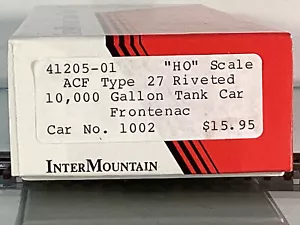 41205-01 "HO" Scale
ACF Type 27 Riveted
10,000 Gallon Tank Car
Frontenac
Car No. 1002 $15.95
INTERMOUNTAIN